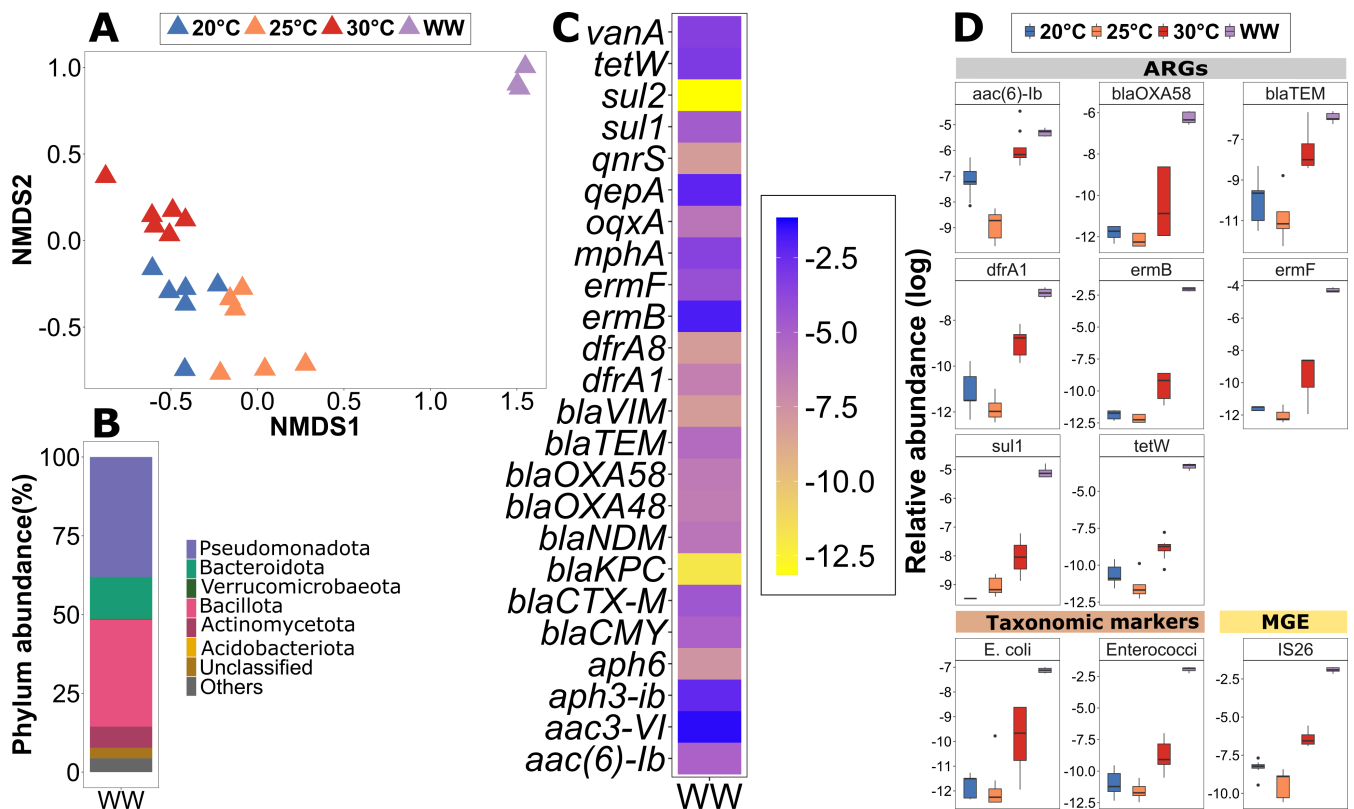 A
20°C 25°C 30°C WW
NMDS2
1.0
0.5
0.0
-0.5
-0.5 0.0 0.5 1.0 1.5
NMDS1
B
Phylum abundance(%)
100
75
50
25
0
WW
Pseudomonadota
Bacteroidota
Verrucomicrobaeota
Bacillota
Actinomycetota
Acidobacteriota
Unclassified
Others
C
vanA
tetW
sul2
sul1
qnrS
qepA
oqxA
mphA
ermF
ermB
dfrA8
dfrA1
blaVIM
blaTEM
blaOXA58
blaOXA48
blaNDM
blaKPC
blaCTX-M
blaCMY
aph6
aph3-ib
aac3-VI
aac(6)-Ib
WW
-2.5
-5.0
-7.5
-10.0
-12.5
D
20°C 25°C 30°C WW
Relative abundance (log)
ARGs
aac(6)-Ib
-5
-6
-7
-8
-9
blaOXA58
-6
-8
-10
-12
blaTEM
-7
-9
-11
dfrA1
-8
-10
-12
ermB
-2.5
-5.0
-7.5
-10.0
-12.5
ermF
-4
-6
-8
-10
-12
sul1
-5
-6
-7
-8
-9
tetW
-5.0
-7.5
-10.0
-12.5
Taxonomic markers
MGE
E. coli
-7
-8
-9
-10
-11
-12
Enterococci
-2.5
-5.0
-7.5
-10.0
-12.5
IS26
-2.5
-5.0
-7.5
-10.0